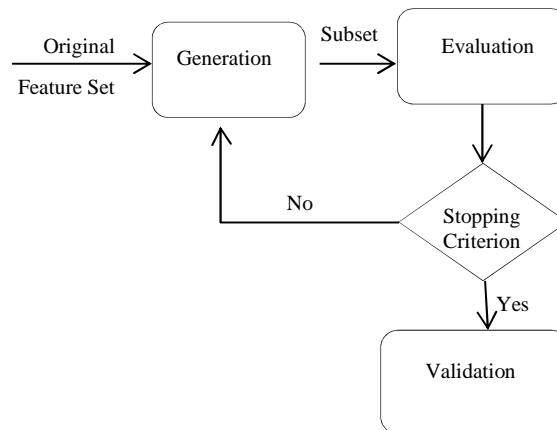 Original
Feature Set
Generation
Subset
Evaluation
Stopping
Criterion
No
Yes
Validation